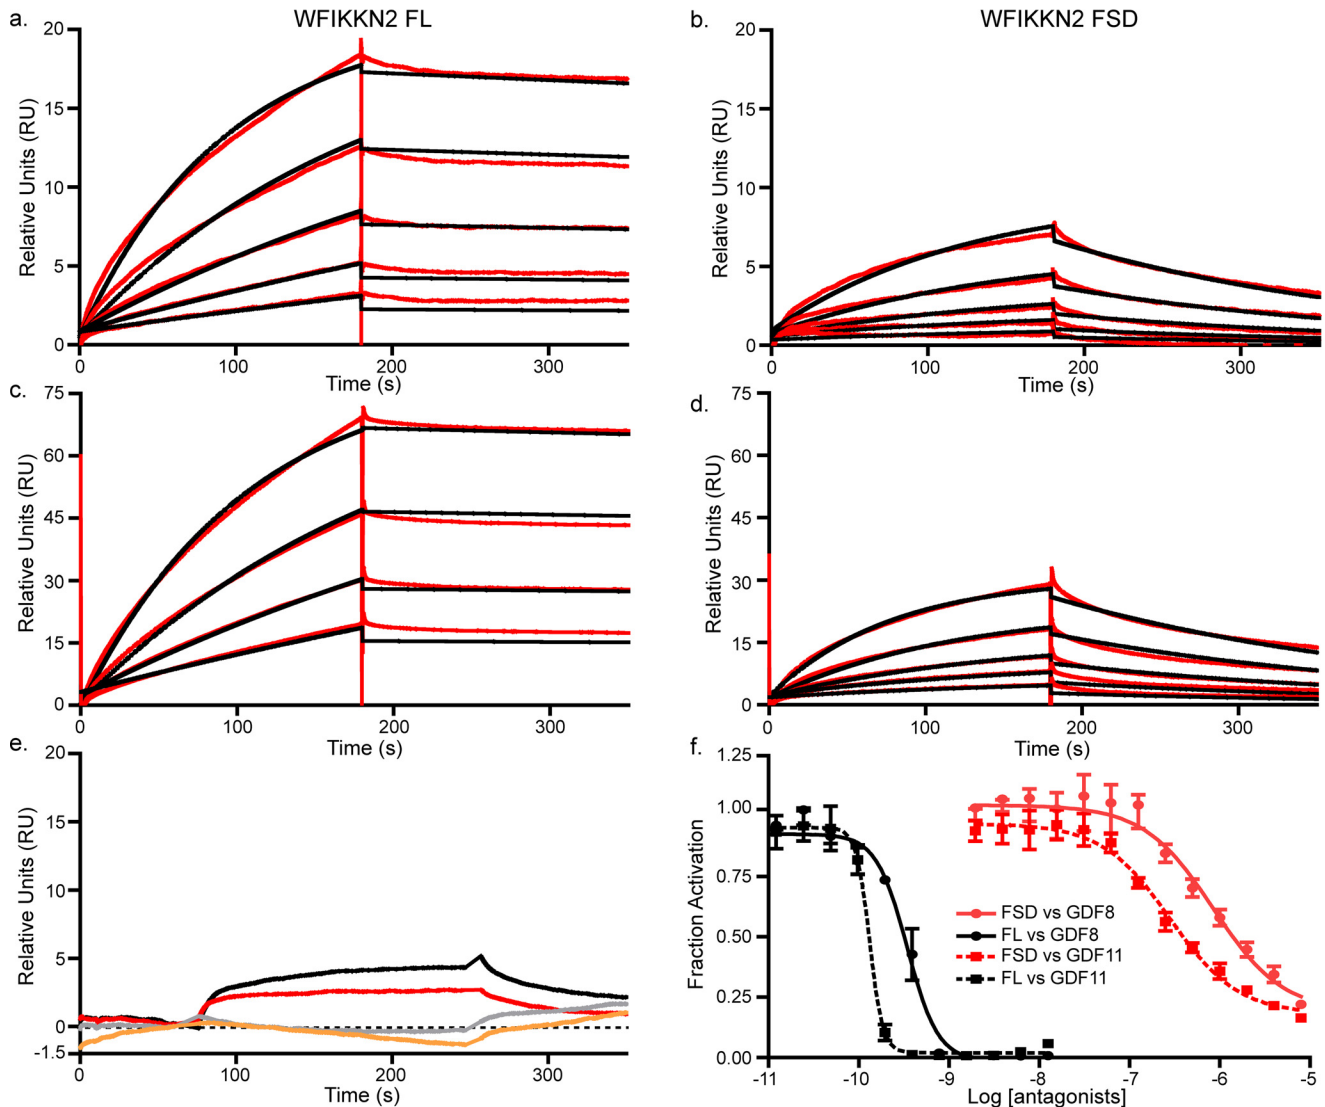 a.
WFIKKN2 FL
b.
WFIKKN2 FSD
Relative Units (RU)
20
15
10
5
0
0
100
200
300
Time (s)
Relative Units (RU)
20
15
10
5
0
0
200
300
Time (s)
c.
Relative Units (RU)
75
60
45
30
15
0
0
100
200
300
Time (s)
d.
Relative Units (RU)
75
60
45
30
15
0
0
100
200
300
Time (s)
e.
Relative Units (RU)
20
15
10
5
0
-1.5
0
100
200
300
Time (s)
f.
Fraction Activation
1.25
1.00
0.75
0.50
0.25
0.00
FSD vs GDF8
FL vs GDF8
FSD vs GDF11
FL vs GDF11
-11
-10
-9
-8
-7
-6
-5
Log [antagonists]